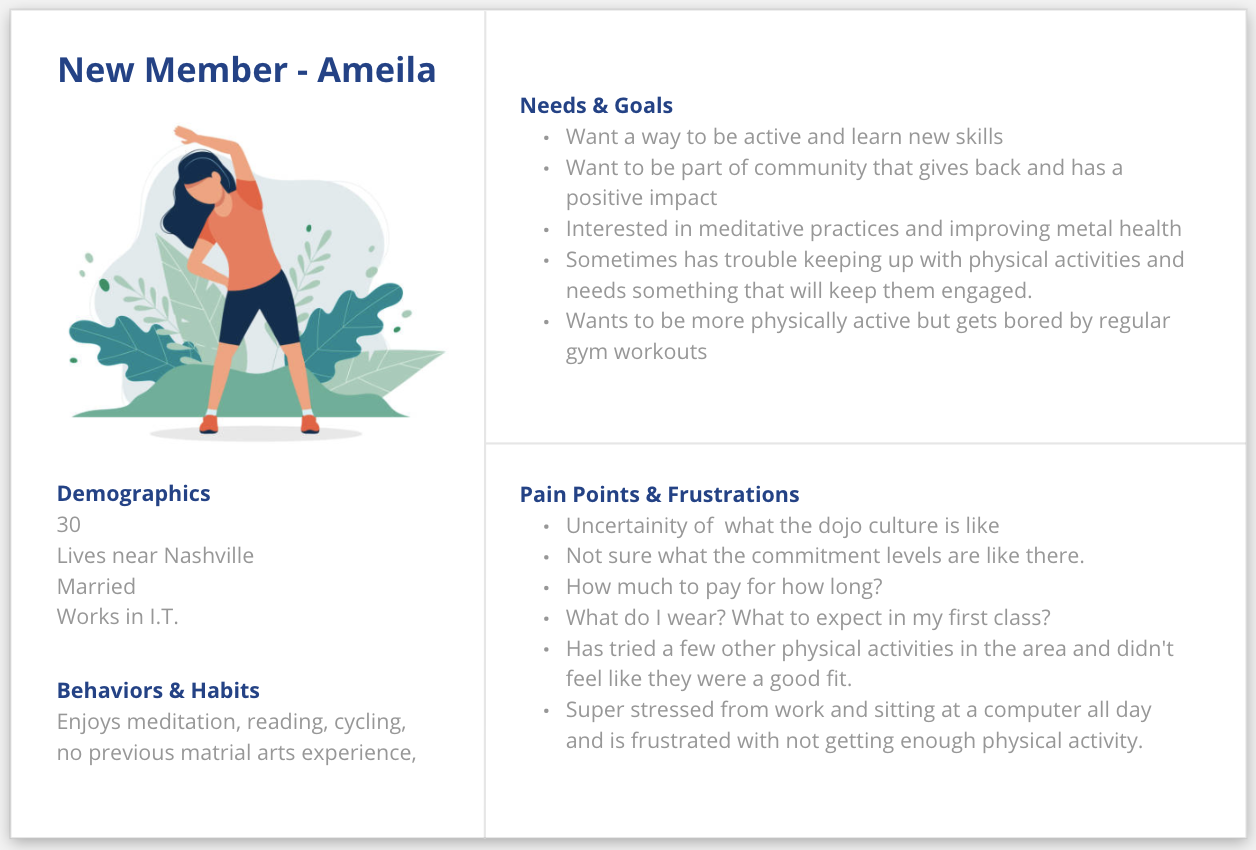 New Member - Ameila
Demographics
30
Lives near Nashville
Married
Works in I.T.
Behaviors & Habits
Enjoys meditation, reading, cycling,
no previous matrial arts experience,
Needs & Goals
• Want a way to be active and learn new skills
• Want to be part of community that gives back and has a
positive impact
• Interested in meditative practices and improving metal health
• Sometimes has trouble keeping up with physical activities and
needs something that will keep them engaged.
• Wants to be more physically active but gets bored by regular
gym workouts
Pain Points & Frustrations
• Uncertainity of  what the dojo culture is like
• Not sure what the commitment levels are like there.
• How much to pay for how long?
• What do I wear? What to expect in my first class?
• Has tried a few other physical activities in the area and didn't
feel like they were a good fit.
• Super stressed from work and sitting at a computer all day
and is frustrated with not getting enough physical activity.